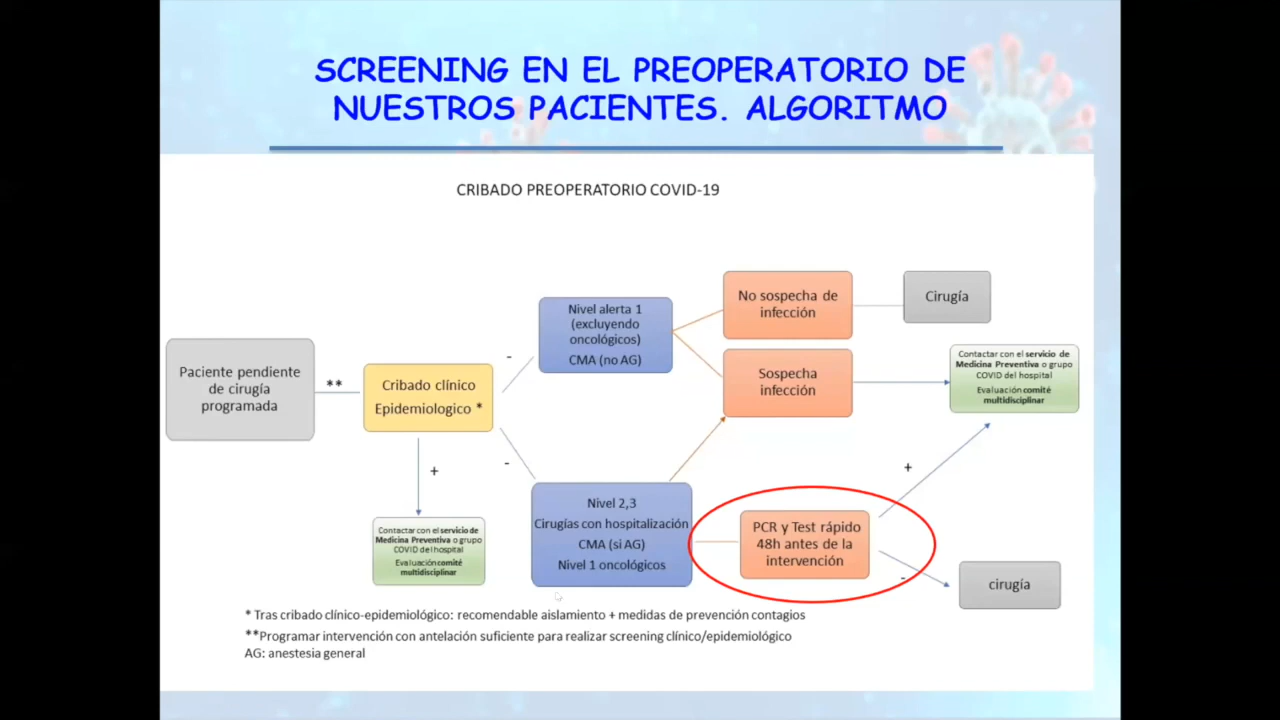 SCREENING EN EL PREOPERATORIO DE
NUESTROS PACIENTES. ALGORITMO
CRIBADO PREOPERATORIO COVID-19
Paciente pendiente
de cirugía
programada
**
Cribado clínico
Epidemiologico *
+
Contactar con el servicio de
Medicina Preventiva o grupo
COVID del hospital
Evaluación comité
multidisciplinar
-
Nivel alerta 1
(excluyendo
oncológicos)
CMA (no AG)
-
Nivel 2,3
Cirugías con hospitalización
CMA (si AG)
Nivel 1 oncológicos
No sospecha de
infección
Cirugía
Sospecha
infección
Contactar con el servicio de
Medicina Preventiva o grupo
COVID del hospital
Evaluación comité
multidisciplinar
PCR y Test rápido
48h antes de la
intervención
+
-
cirugía
* Tras cribado clínico-epidemiológico: recomendable aislamiento + medidas de prevención contagios
**Programar intervención con antelación suficiente para realizar screening clínico/epidemiológico
AG: anestesia general